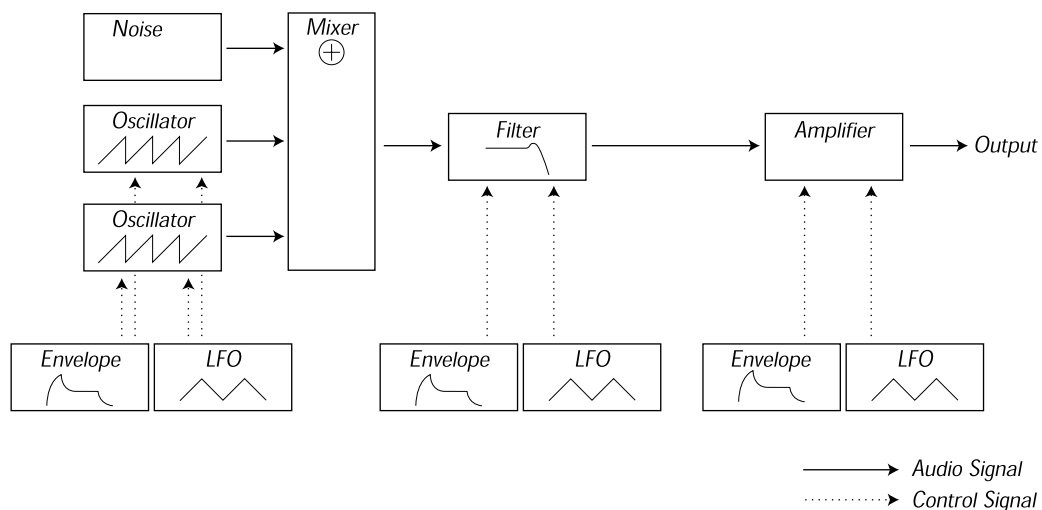 Noise
Mixer
Oscillator
Filter
Amplifier
Output
Oscillator
Envelope
LFO
Envelope
LFO
Envelope
LFO
Audio Signal
Control Signal